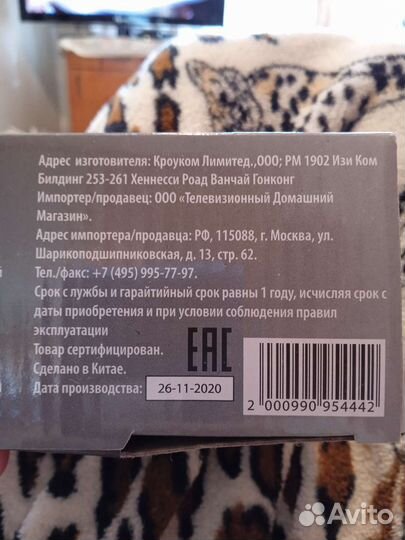 Адрес изготовителя: Кроуком Лимитед.,ООО; РМ 1902 Изи Ком
Билдинг 253-261 Хеннесси Роад Ванчай Гонконг
Импортер/продавец: ООО «Телевизионный Домашний
Магазин».
Адрес импортера/продавца: РФ, 115088, г. Москва, ул.
Шарикоподшипниковская, д. 13, стр. 62.
Тел./факс: +7 (495) 995-77-97.
Срок с лужбы и гарайтийный срок равны 1 году, исчисляя срок с
даты приобретения и при условии соблюдения правил
эксплуатации
Товар сертифицирован.
Сделано в Китае.
Дата производства: 26-11-2020
EAC
2 000990 954442
Avito